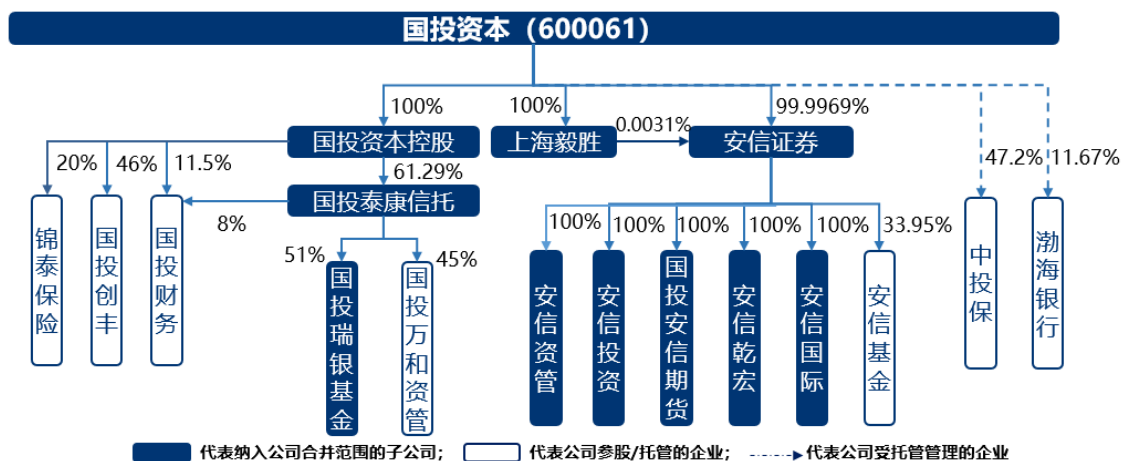 国投资本（600061）
100%
100%
99.9969%
国投资本控股
上海毅胜
0.0031%
安信证券
20%
46%
11.5%
61.29%
47.2%
11.67%
国投泰康信托
8%
锦泰保险
国投创丰
国投财务
51%
45%
100%
100%
100%
100%
100%
33.95%
国投瑞银基金
国投万和资管
安信资管
安信投资
国投安信期货
安信乾宏
安信国际
安信基金
中投保
渤海银行
代表纳入公司合并范围的子公司；
代表公司参股/托管的企业；
代表公司受托管管理的企业